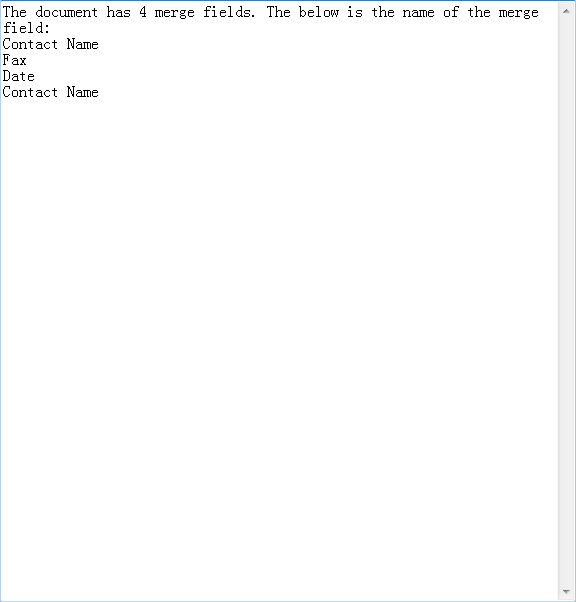 The document has 4 merge fields. The below is the name of the merge
field:
Contact Name
Fax
Date
Contact Name